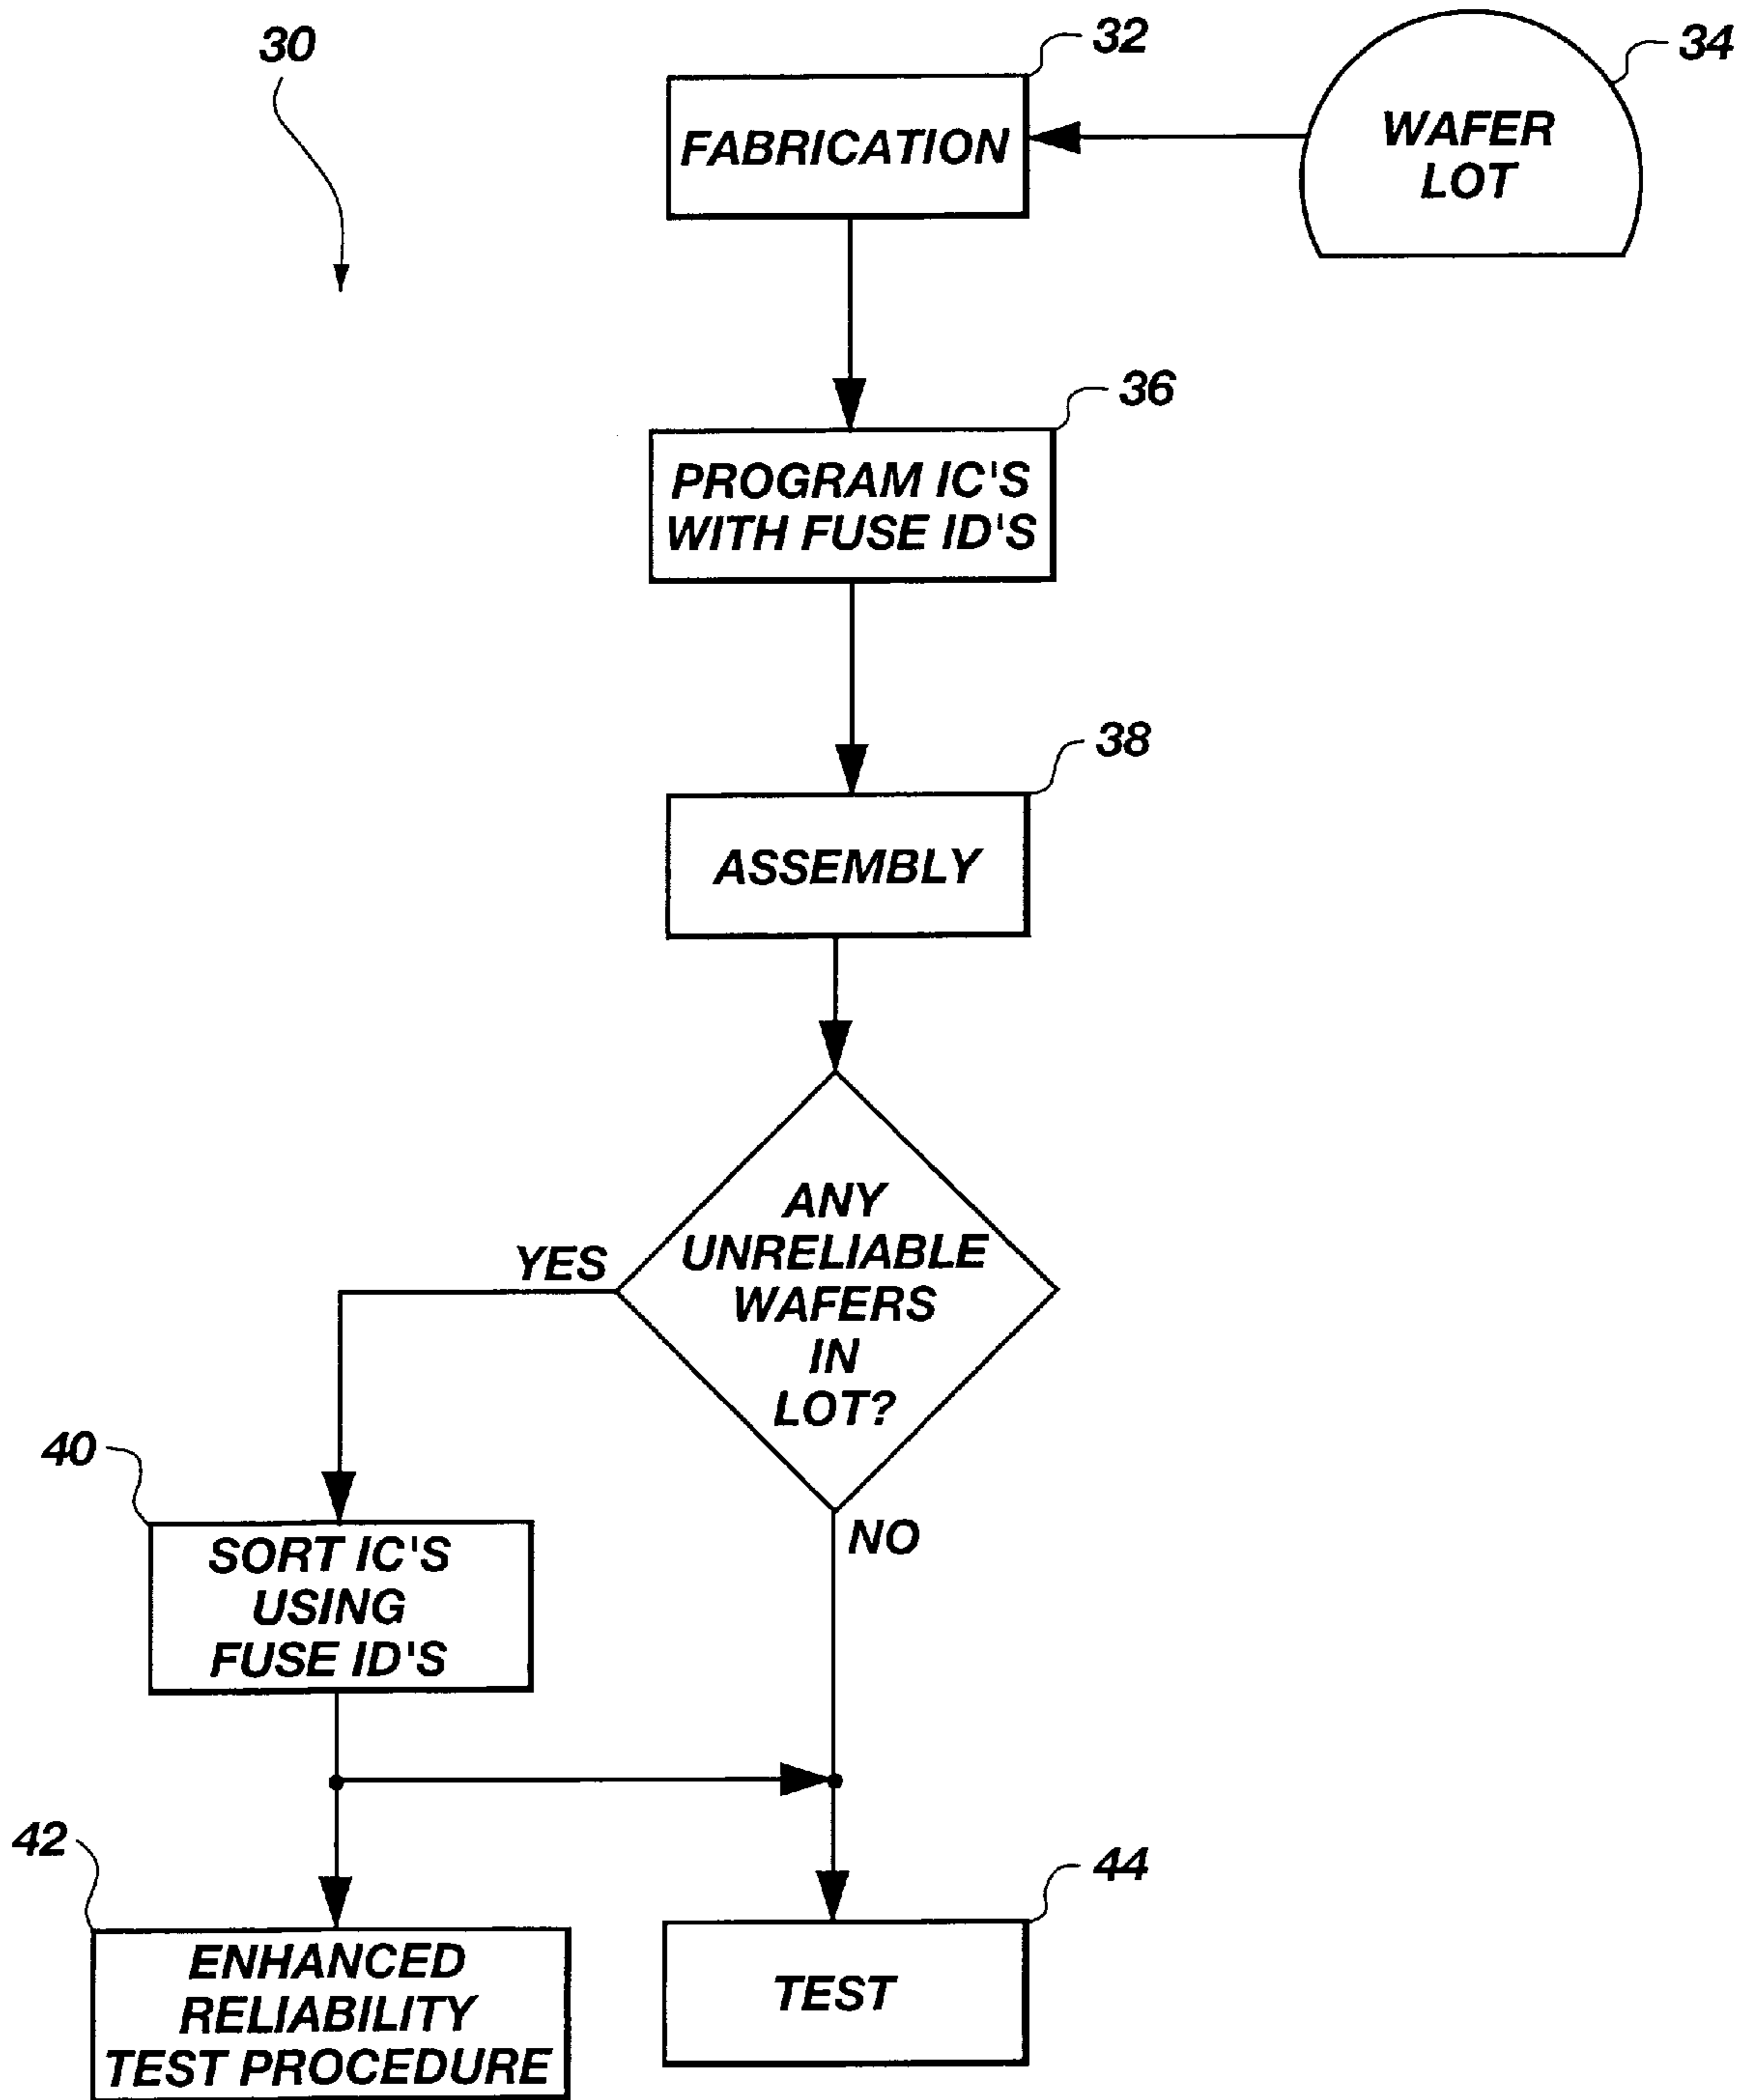 30
32
34
FABRICATION
WAFER
LOT
36
PROGRAM IC'S
WITH FUSE ID'S
38
ASSEMBLY
ANY
UNRELIABLE
WAFERS
IN
LOT?
YES
NO
40
SORT IC'S
USING
FUSE ID'S
42
44
ENHANCED
RELIABILITY
TEST PROCEDURE
TEST